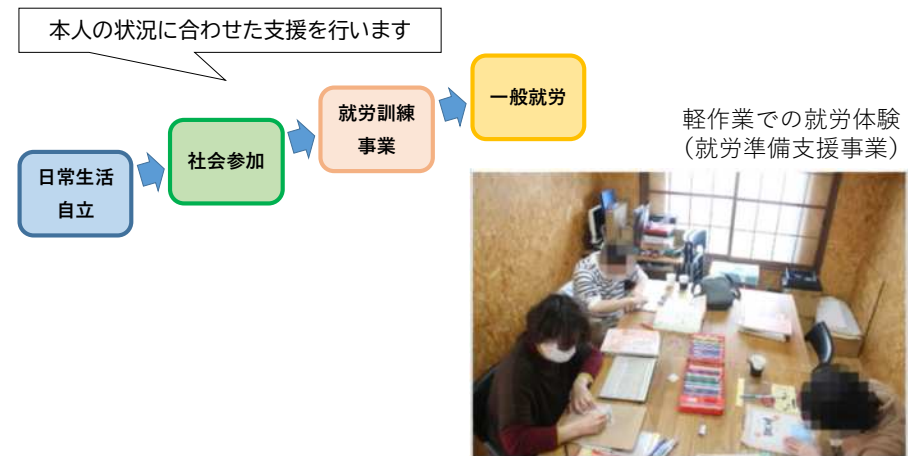 本人の状況に合わせた支援を行います
日常生活
自立
社会参加
就労訓練
事業
一般就労
軽作業での就労体験
(就労準備支援事業)